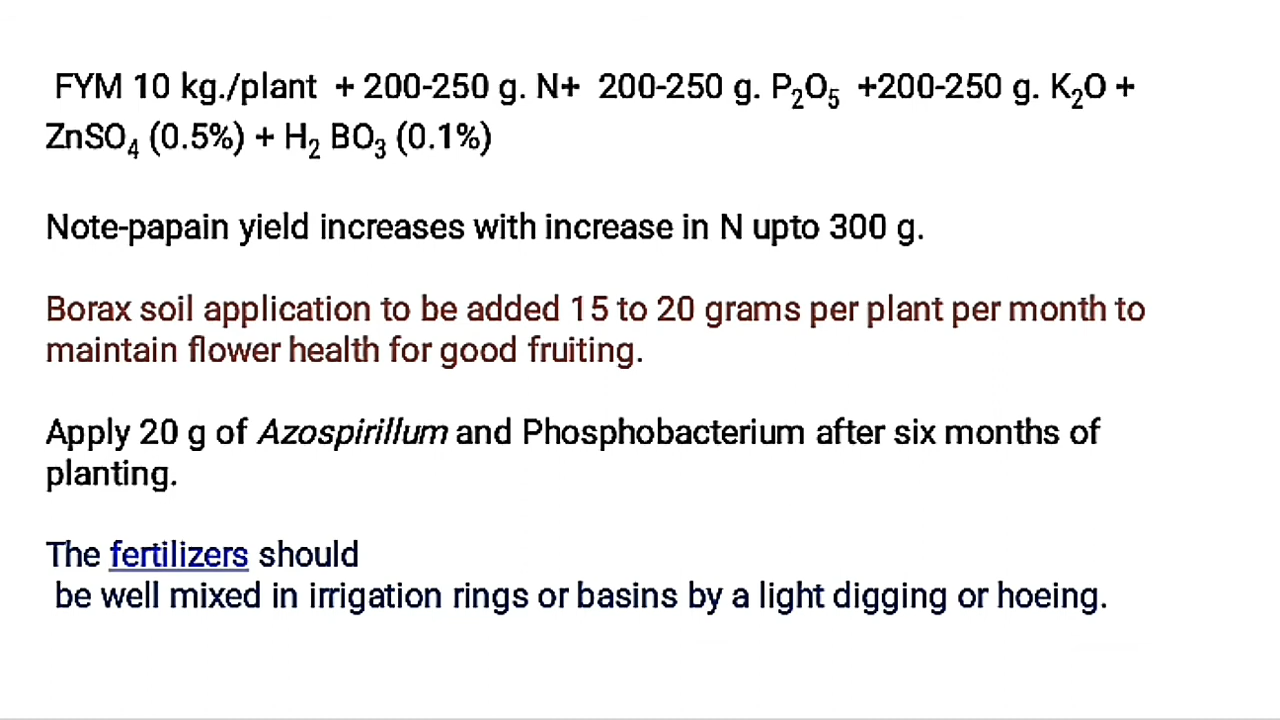 FYM 10 kg./plant + 200-250 g. N+ 200-250 g. P₂O₅ +200-250 g. K₂O +
ZnSO₄ (0.5%) + H₂ BO₃ (0.1%)
Note-papain yield increases with increase in N upto 300 g.
Borax soil application to be added 15 to 20 grams per plant per month to
maintain flower health for good fruiting.
Apply 20 g of Azospirillum and Phosphobacterium after six months of
planting.
The fertilizers should
be well mixed in irrigation rings or basins by a light digging or hoeing.